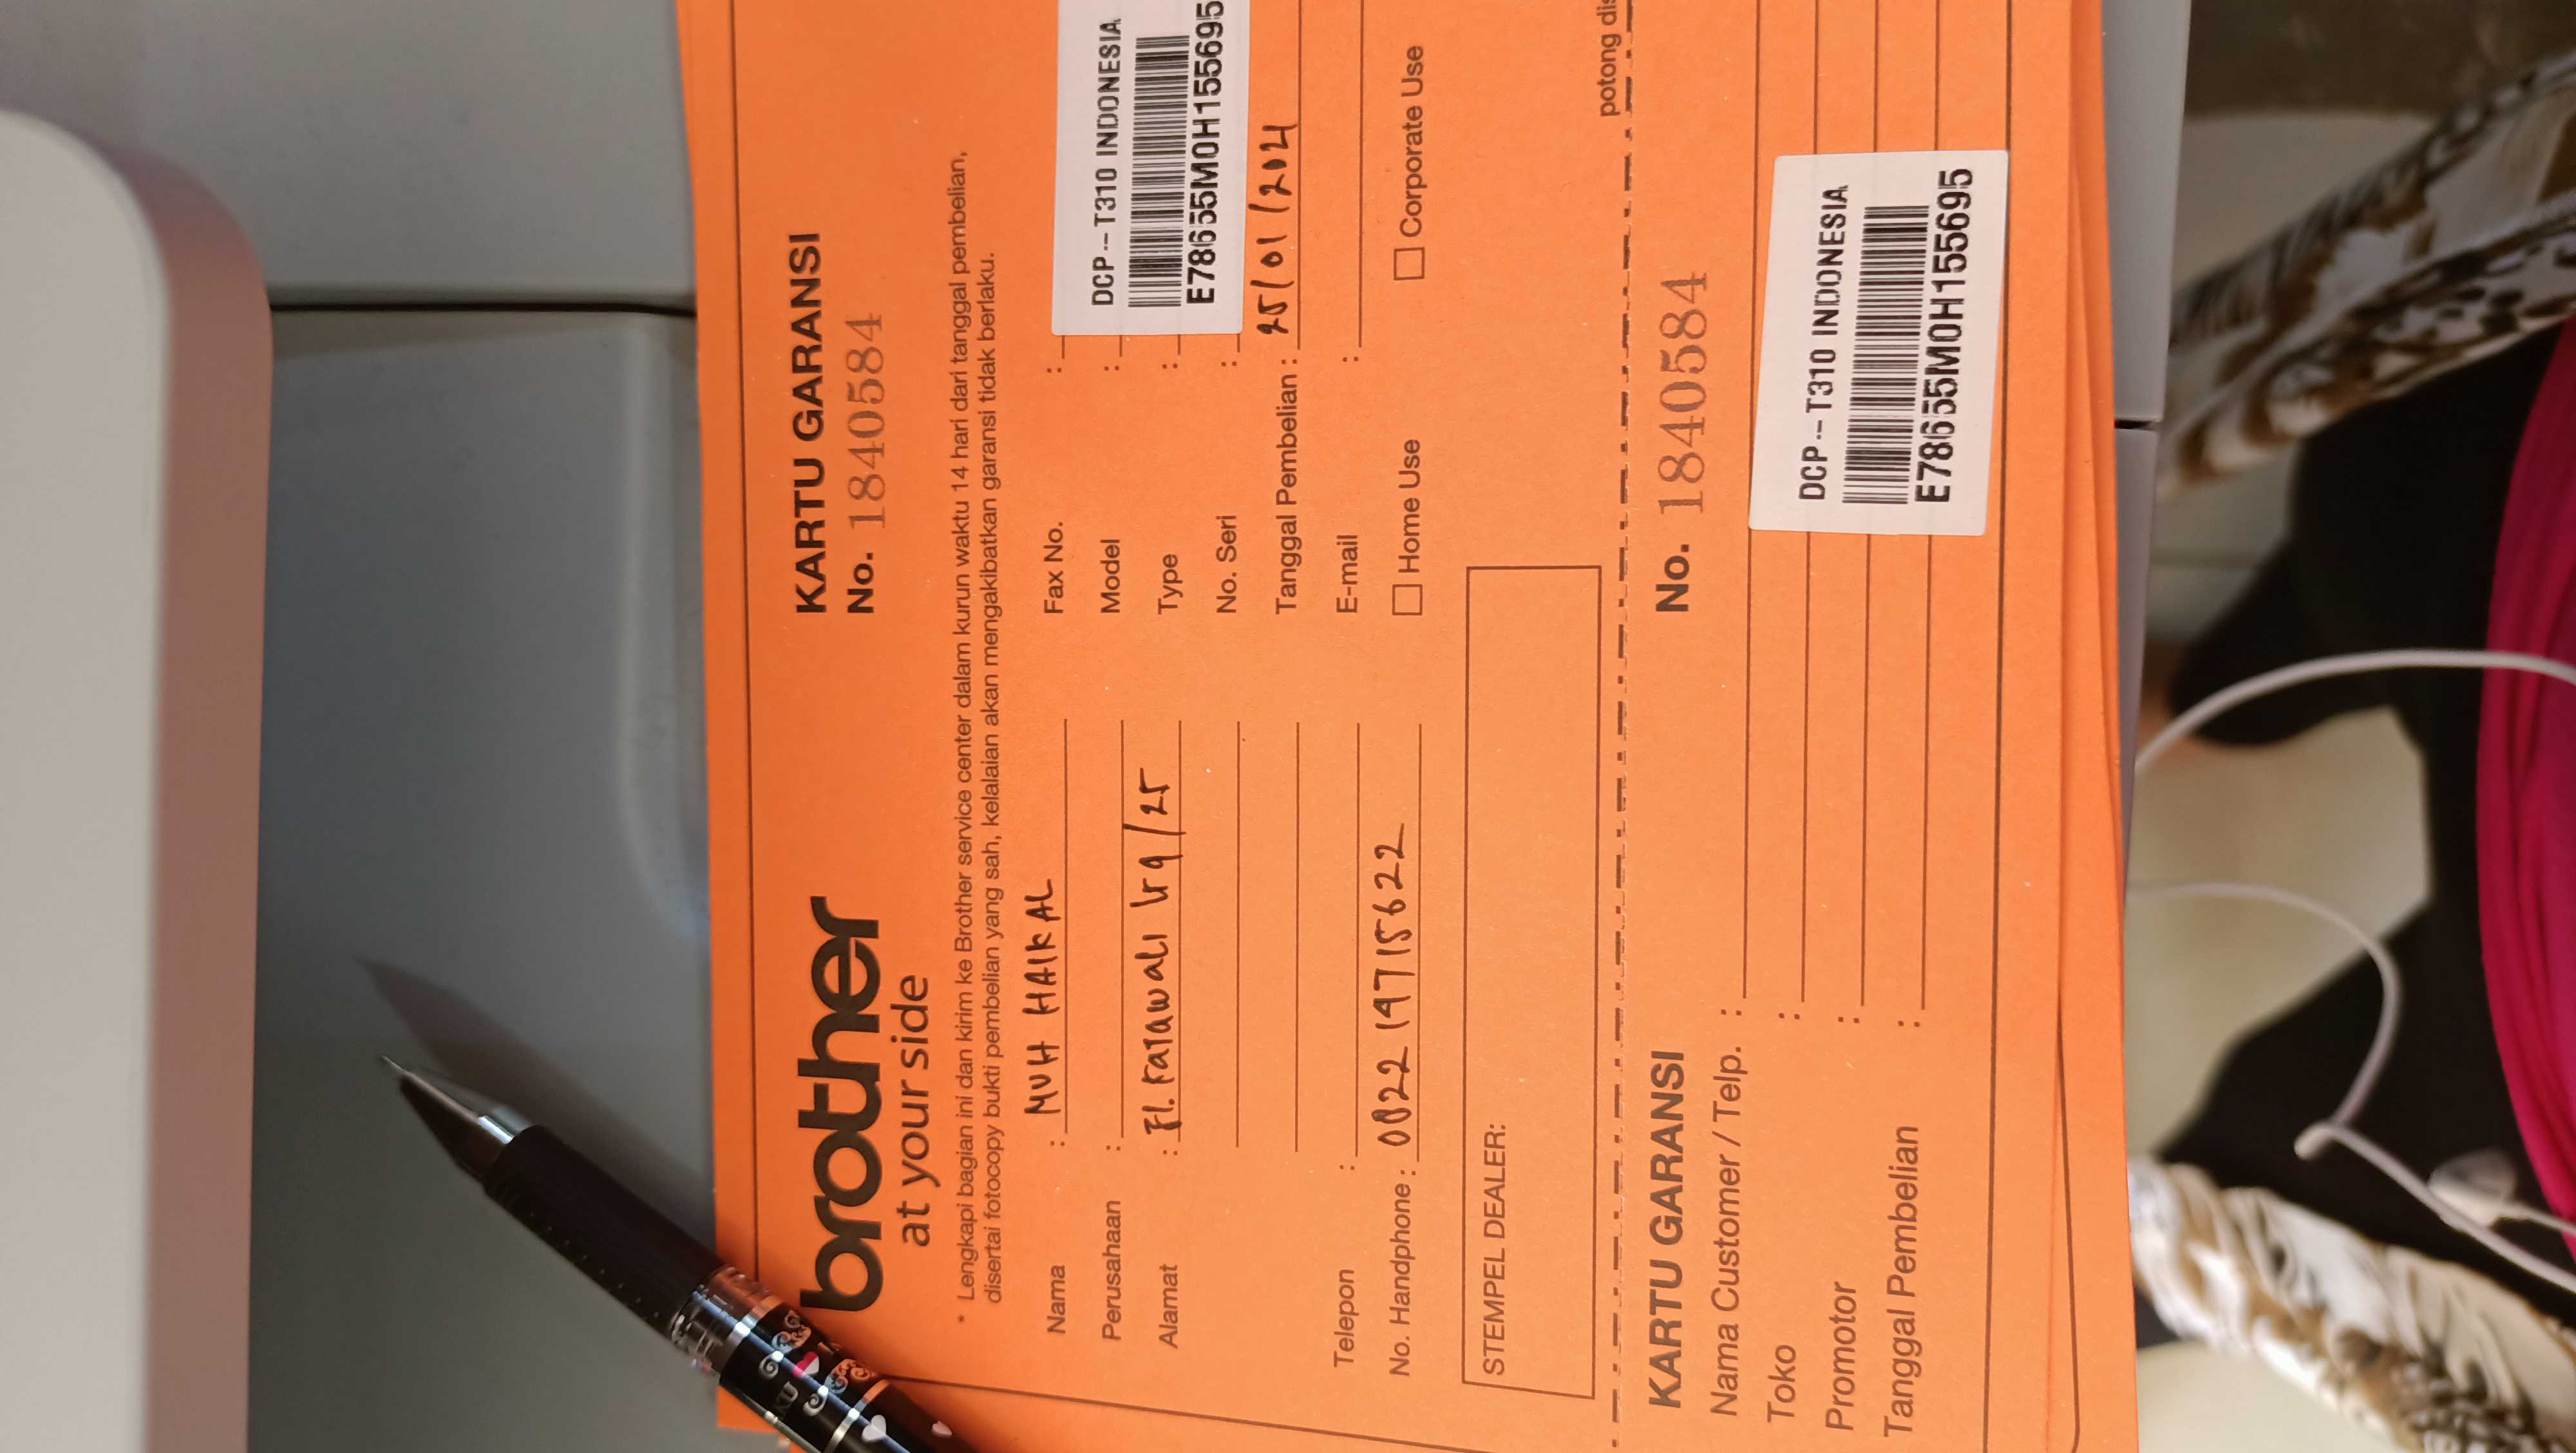 brother
at your side
KARTU GARANSI
No. 1840584
* Lengkapi bagian ini dan kirim ke Brother service center dalam kurun waktu 14 hari dari tanggal pembelian,
disertai fotocopy bukti pembelian yang sah, kelalaian akan mengakibatkan garansi tidak berlaku.
Nama : MUH HAIKAL
Perusahaan :
Alamat : Jl. Karawali lrg/25
Telepon :
No. Handphone : 082219715622
Fax No. :
Model :
Type :
No. Seri :
DCP-T310 INDONESIA
E78655M0H155695
Tanggal Pembelian : 25/01/2021
E-mail :
Home Use
Corporate Use
STEMPEL DEALER:
potong
KARTU GARANSI
No. 1840584
Nama Customer / Telp. :
Toko :
Promotor :
Tanggal Pembelian :
DCP-T310 INDONESIA
E78655M0H155695